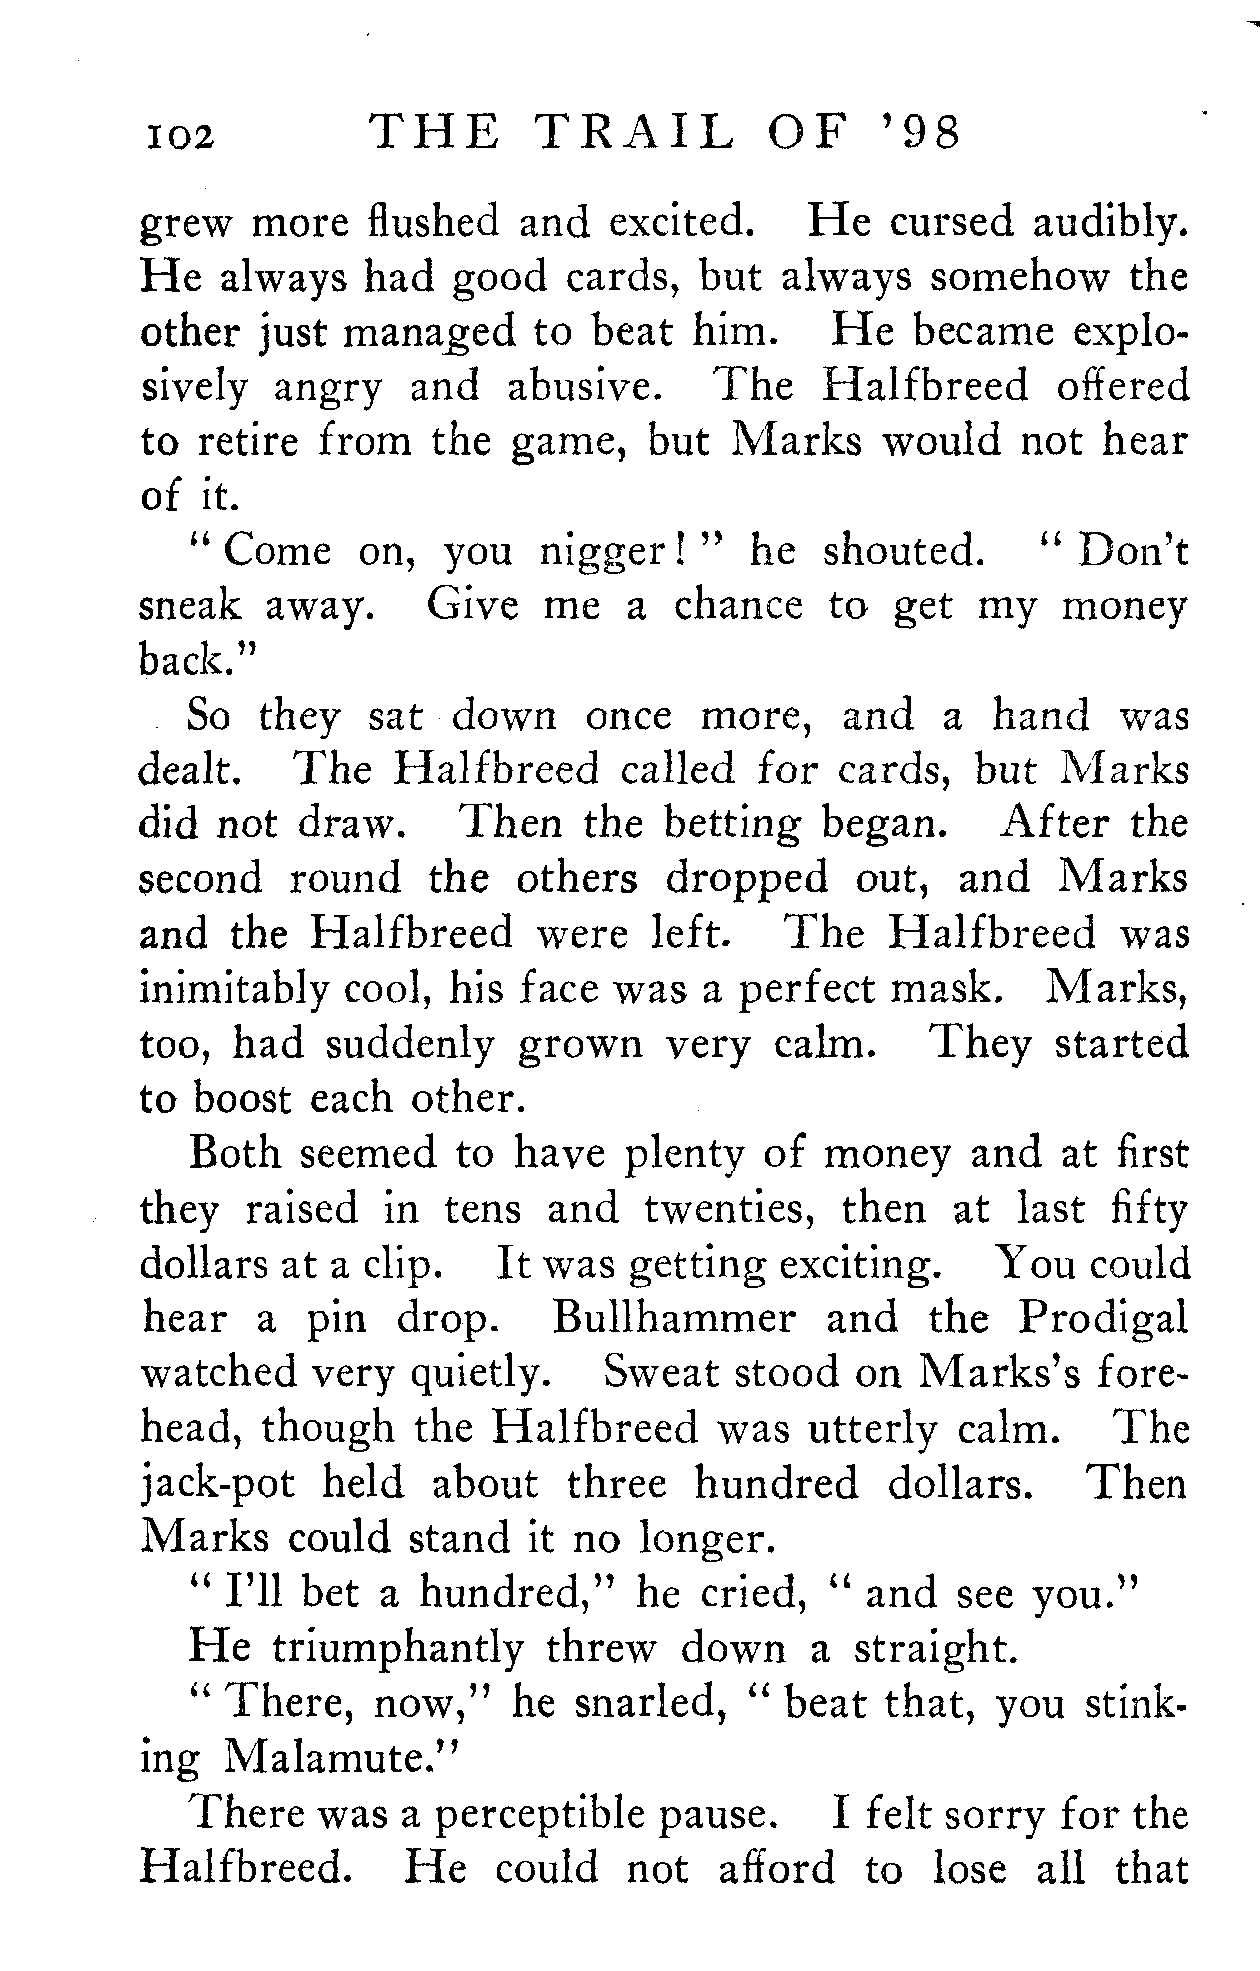 102 THE TRAIL OF '98
grew more flushed and excited. He cursed audibly.
He always had good cards, but always somehow the
other just managed to beat him. He became explo-
sively angry and abusive. The Halfbreed offered
to retire from the game, but Marks would not hear
of it.
" Come on, you nigger! " he shouted. " Don't
sneak away. Give me a chance to get my money
back."
So they sat down once more, and a hand was
dealt. The Halfbreed called for cards, but Marks
did not draw. Then the betting began. After the
second round the others dropped out, and Marks
and the Halfbreed were left. The Halfbreed was
inimitably cool, his face was a perfect mask. Marks,
too, had suddenly grown very calm. They started
to boost each other.
Both seemed to have plenty of money and at first
they raised in tens and twenties, then at last fifty
dollars at a clip. It was getting exciting. You could
hear a pin drop. Bullhammer and the Prodigal
watched very quietly. Sweat stood on Marks's fore-
head, though the Halfbreed was utterly calm. The
jack-pot held about three hundred dollars. Then
Marks could stand it no longer.
" I'll bet a hundred," he cried, " and see you."
He triumphantly threw down a straight.
" There, now," he snarled, " beat that, you stink-
ing Malamute."
There was a perceptible pause. I felt sorry for the
Halfbreed. He could not afford to lose all that